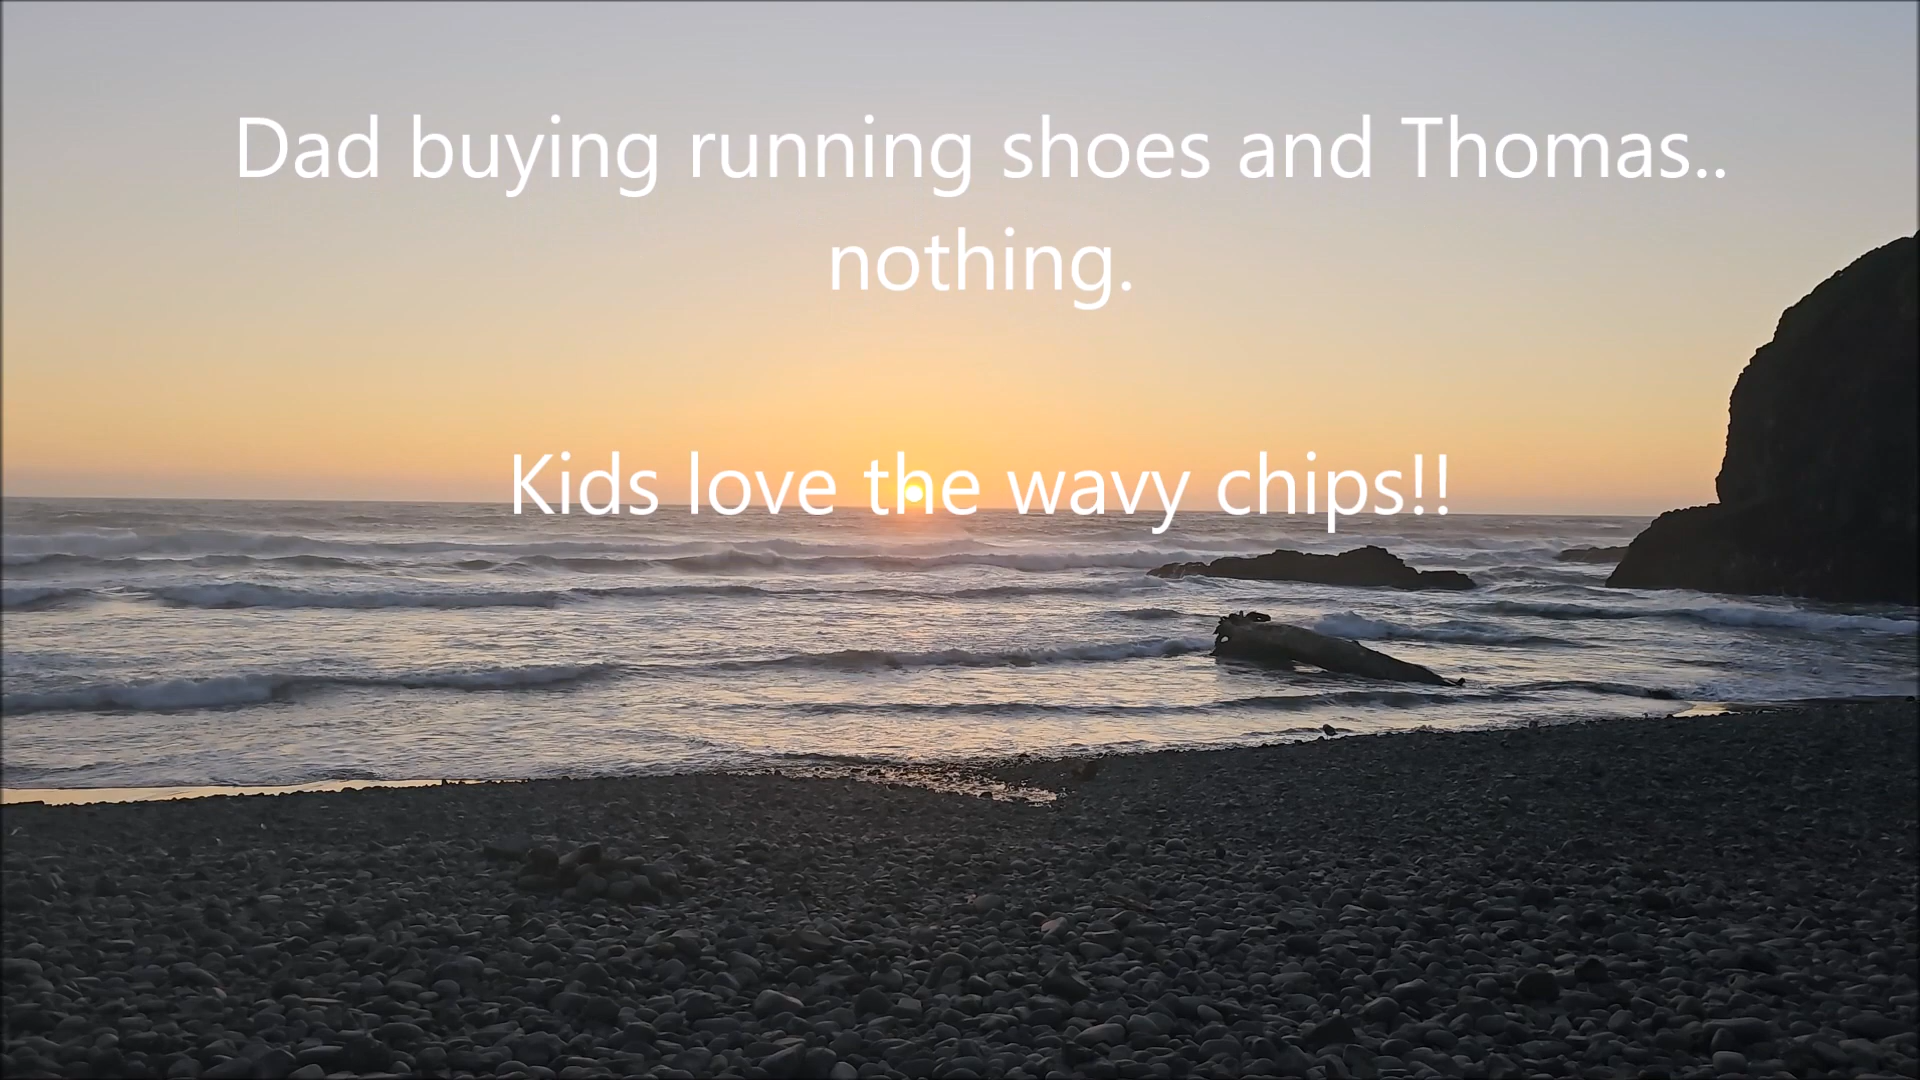 Dad buying running shoes and Thomas..
nothing.
Kids love the wavy chips!!